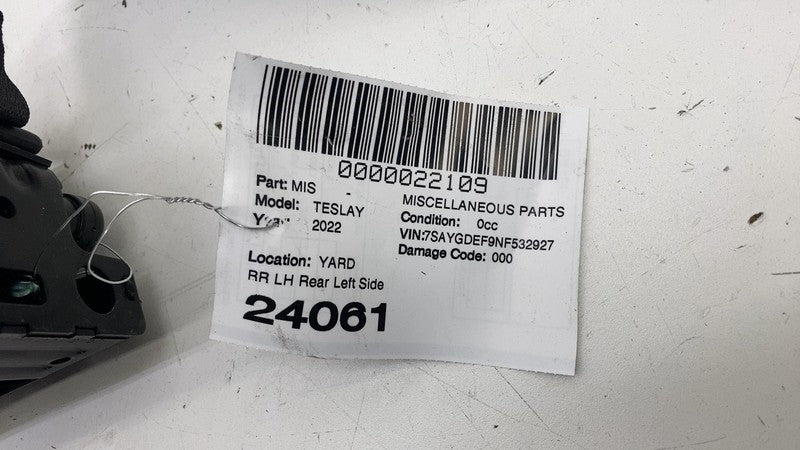 0000022109
Part: MIS
MISCELLANEOUS PARTS
Model: TESLAY
Condition: 0cc
Year: 2022
VIN:7SAYGDEF9NF532927
Damage Code: 000
Location: YARD
RR LH Rear Left Side
24061